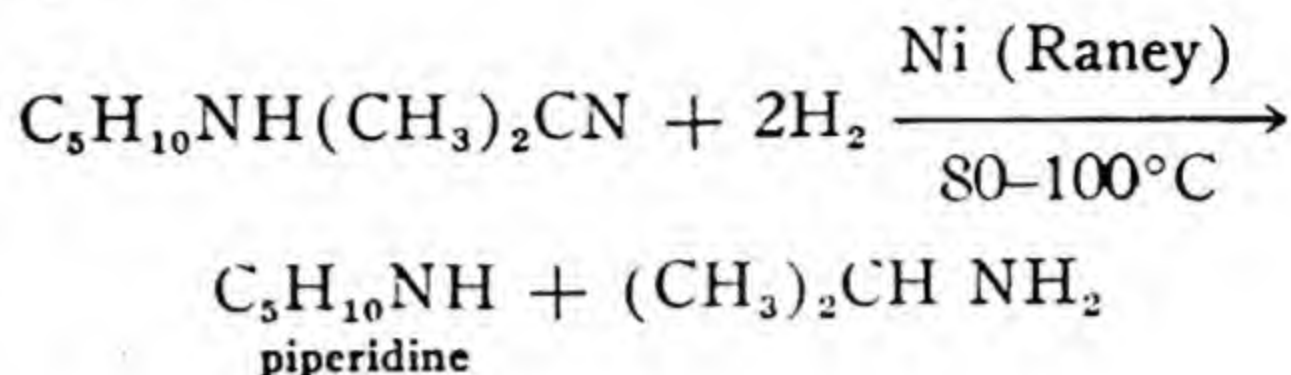 Ni (Raney)
C₅H₁₀NH(CH₃)₂CN + 2H₂ ⟶
80–100°C
C₅H₁₀NH + (CH₃)₂CH NH₂
piperidine